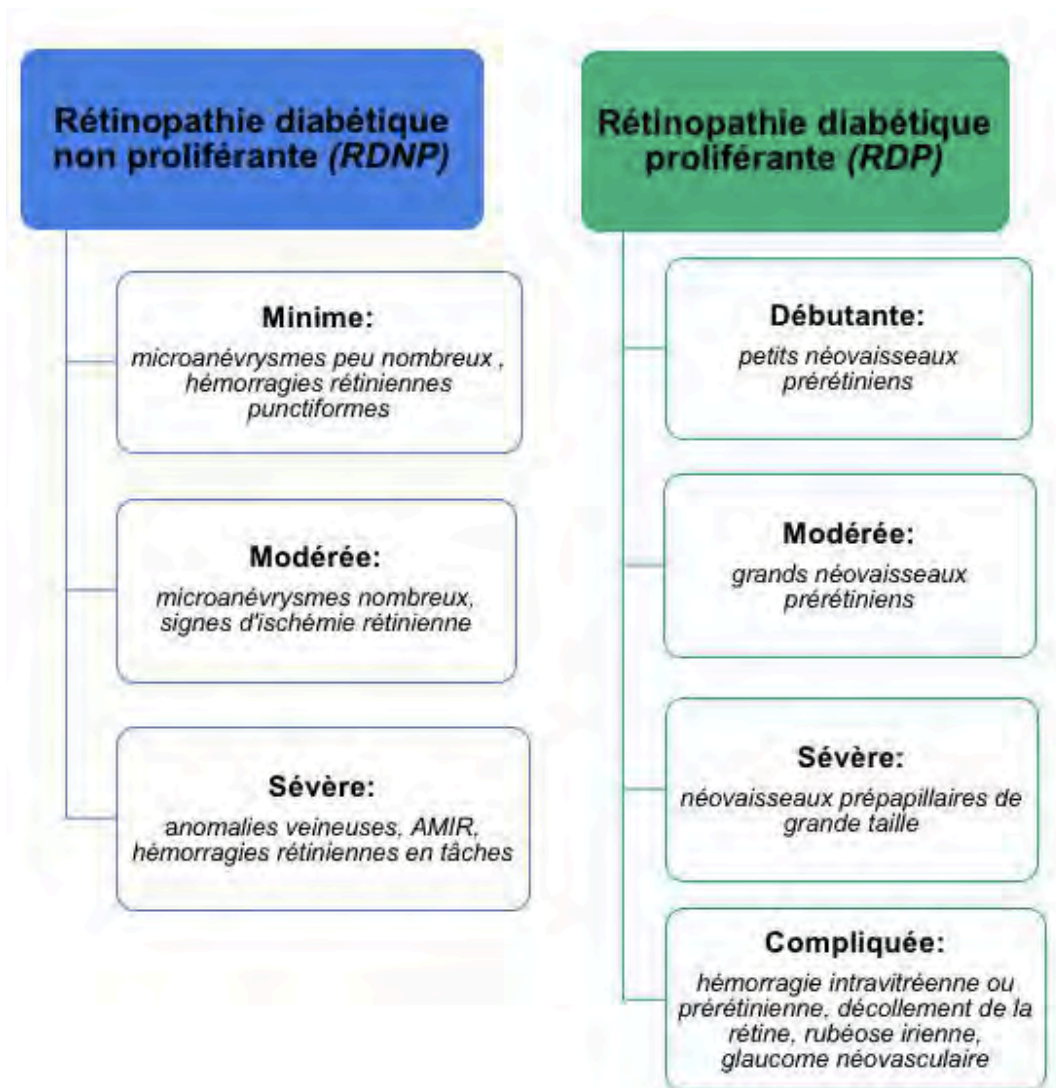 Rétinopathie diabétique
non proliférante (RDNP)
Minime:
microanévrysmes peu nombreux ,
hémorragies rétiniennes
punctiformes
Modérée:
microanévrysmes nombreux,
signes d'ischémie rétinienne
Sévère:
anomalies veineuses, AMIR,
hémorragies rétiniennes en tâches
Rétinopathie diabétique
proliférante (RDP)
Débutante:
petits néovaisseaux
prérétiniens
Modérée:
grands néovaisseaux
prérétiniens
Sévère:
néovaisseaux prépapillaires de
grande taille
Compliquée:
hémorragie intravitréenne ou
prérétinienne, décollement de la
rétine, rubéose irienne,
glaucome néovasculaire